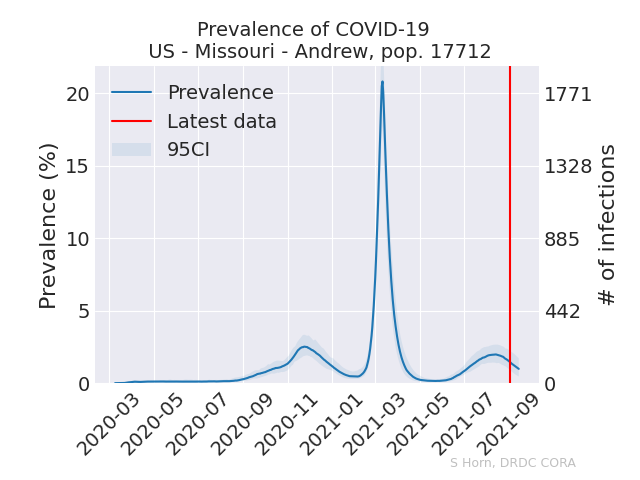 Prevalence of COVID-19
US - Missouri - Andrew, pop. 17712
Prevalence
Latest data
95CI
Prevalence (%)
20
15
10
5
0
# of infections
1771
1328
885
442
0
2020-03
2020-05
2020-07
2020-09
2020-11
2021-01
2021-03
2021-05
2021-07
2021-09
S Horn, DRDC CORA